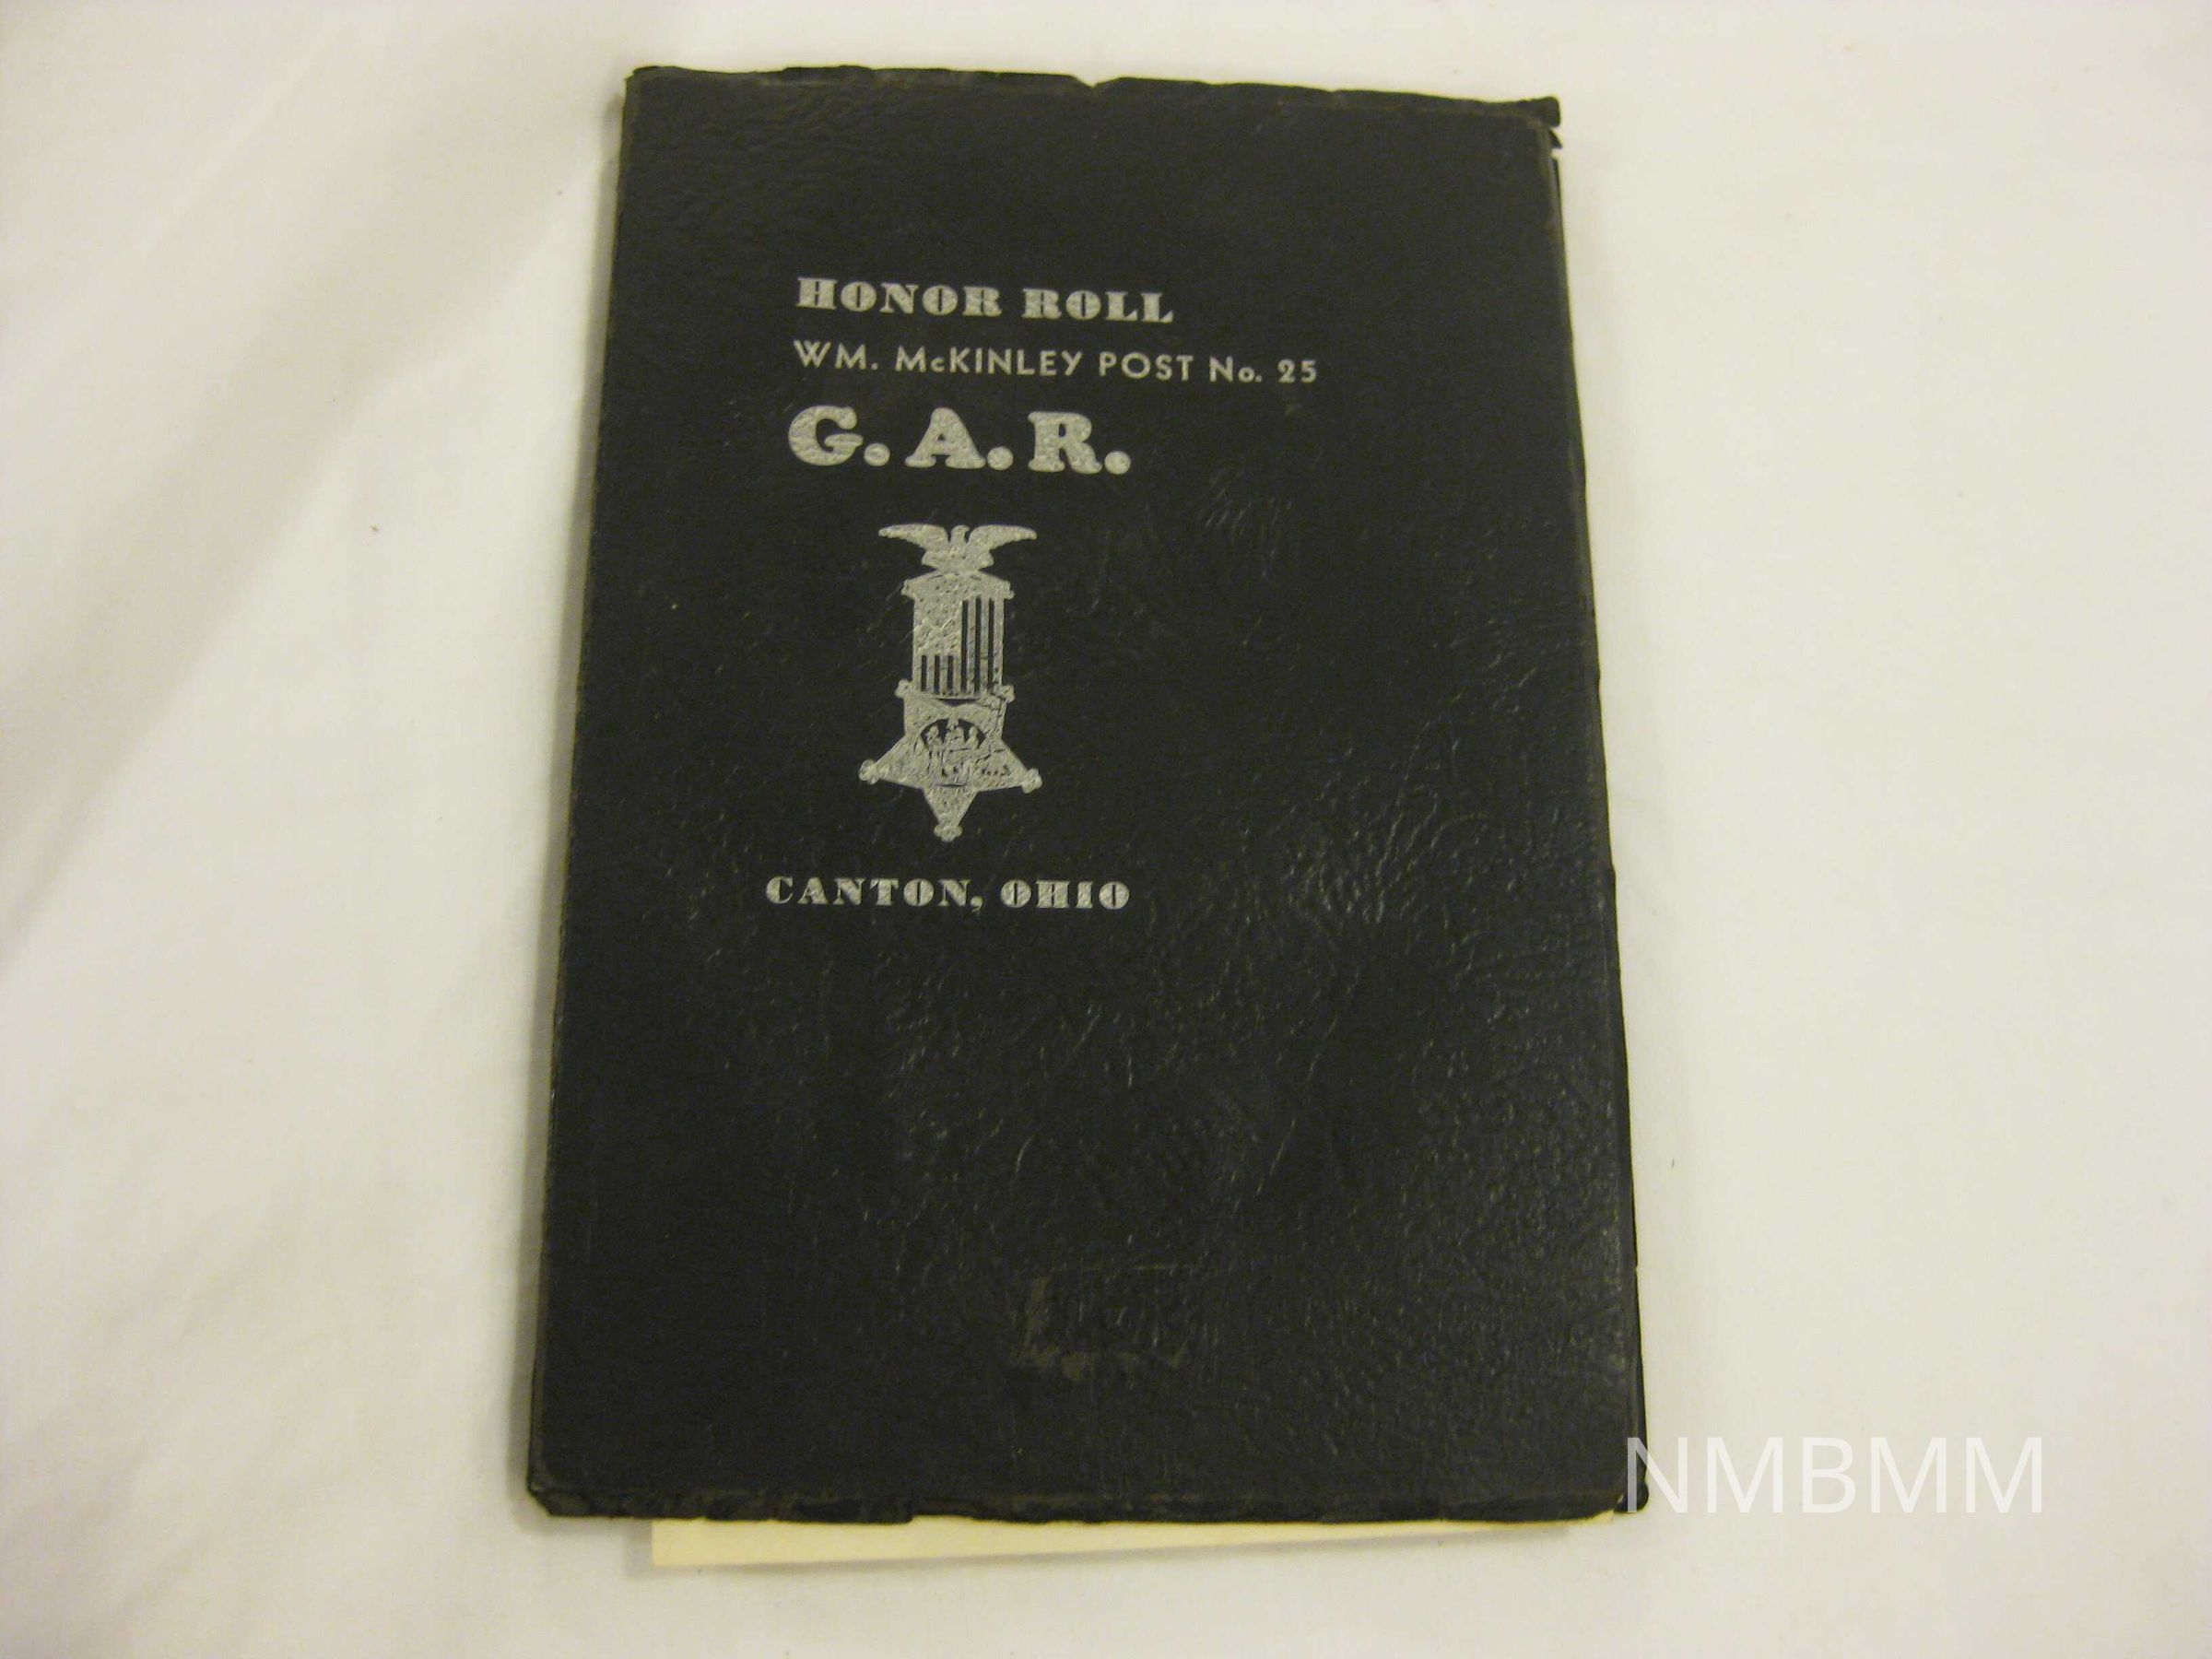 HONOR ROLL
WM. McKINLEY POST No. 25
G. A. R.
CANTON, OHIO
NMBMM